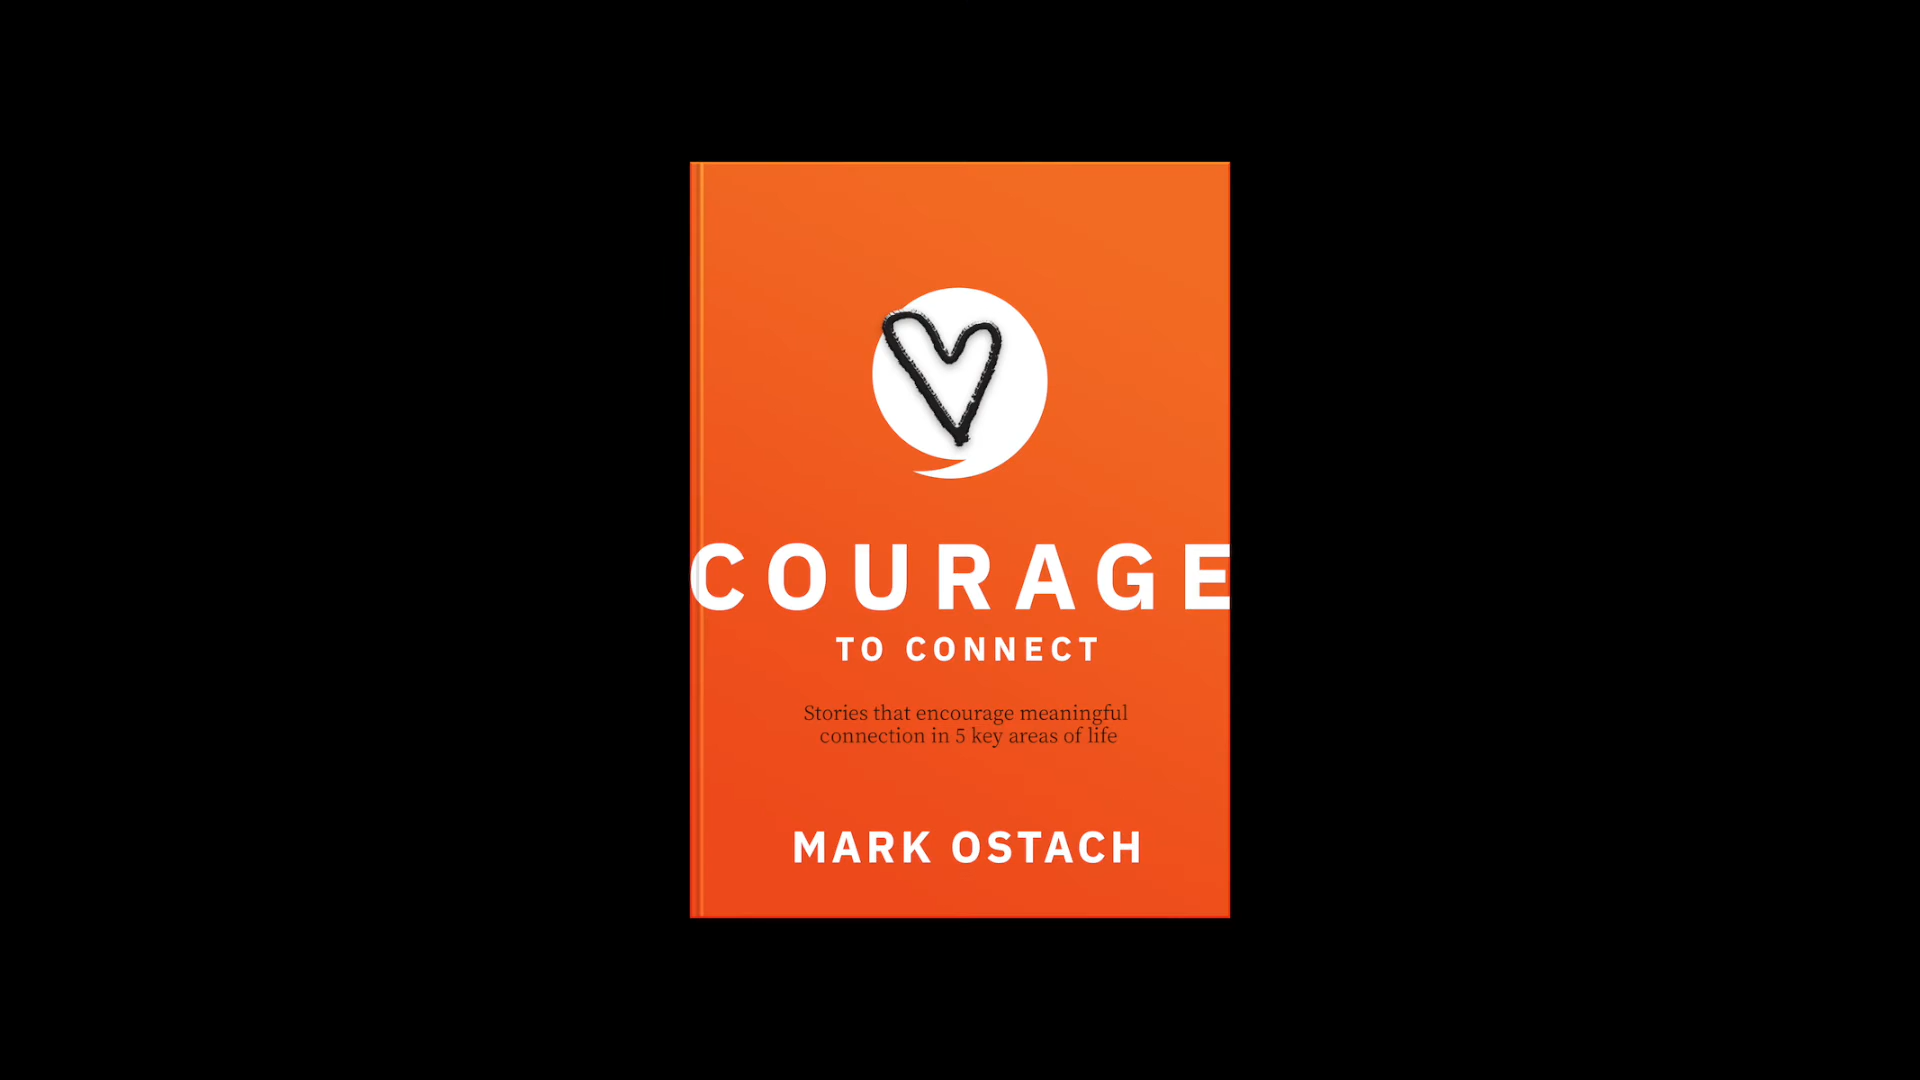 COURAGE
TO CONNECT
Stories that encourage meaningful
connection in 5 key areas of life
MARK OSTACH